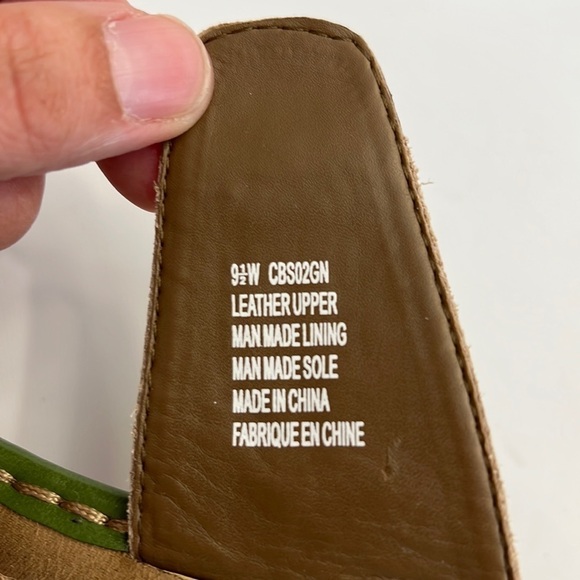 9½W CBS02GN
LEATHER UPPER
MAN MADE LINING
MAN MADE SOLE
MADE IN CHINA
FABRIQUE EN CHINE